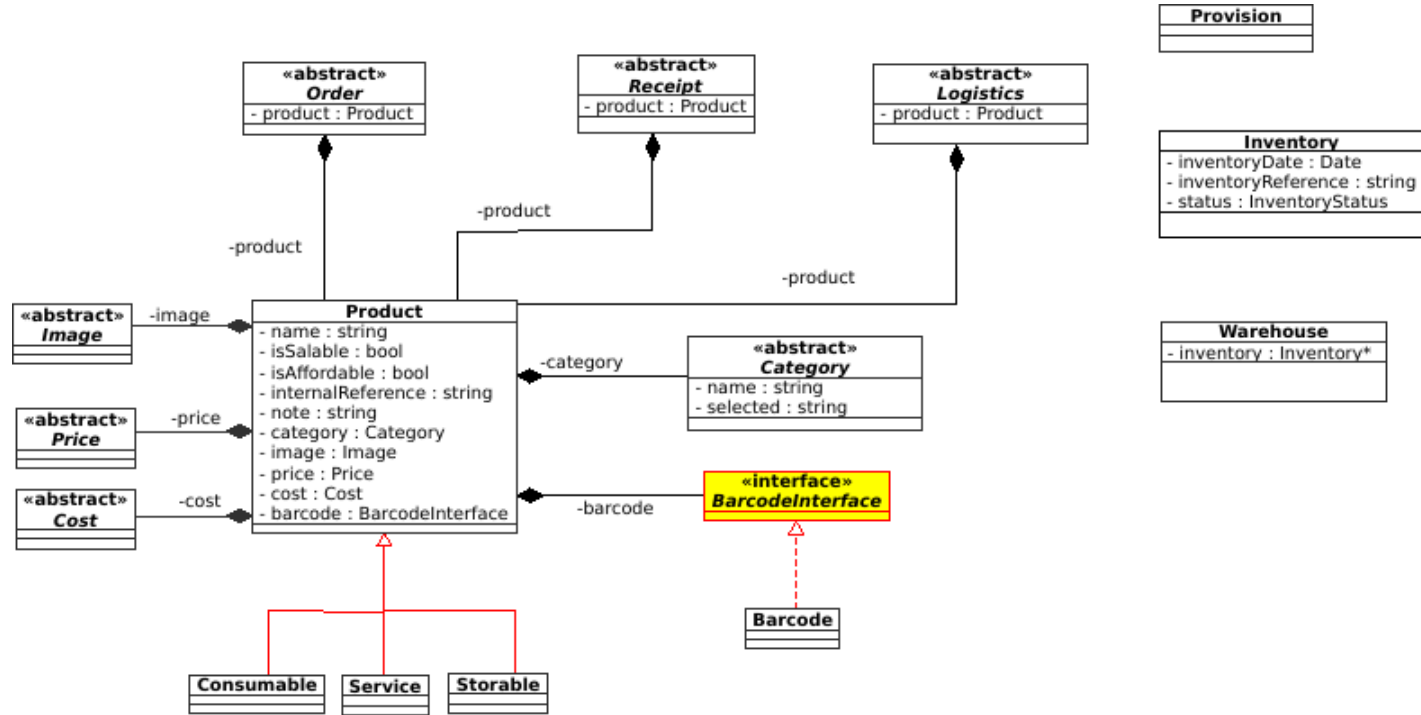 Provision
«abstract»
Order
- product : Product
«abstract»
Receipt
- product : Product
«abstract»
Logistics
- product : Product
Inventory
- inventoryDate : Date
- inventoryReference : string
- status : InventoryStatus
-product
-product
-product
«abstract»
Image
-image
Product
- name : string
- isSalable : bool
- isAffordable : bool
- internalReference : string
- note : string
- category : Category
- image : Image
- price : Price
- cost : Cost
- barcode : BarcodeInterface
-category
«abstract»
Category
- name : string
- selected : string
Warehouse
- inventory : Inventory*
«abstract»
Price
-price
«abstract»
Cost
-cost
-barcode
«interface»
BarcodeInterface
Barcode
Consumable
Service
Storable